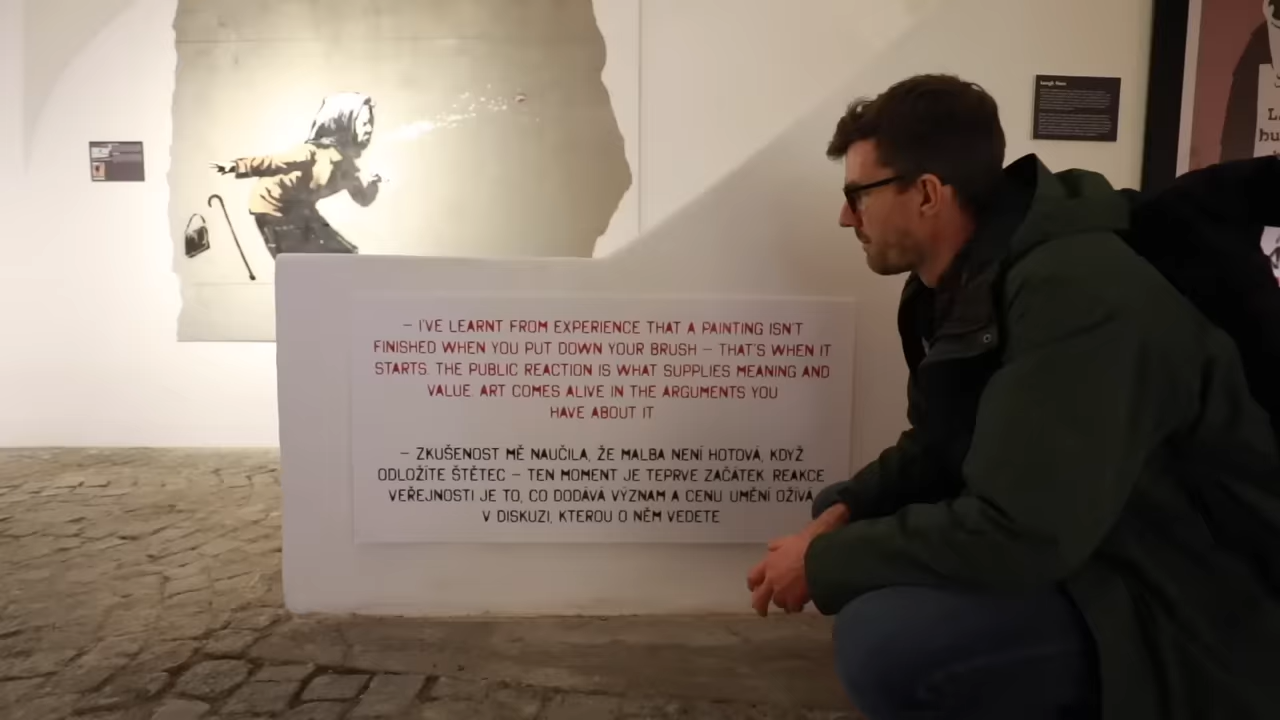 – I'VE LEARNT FROM EXPERIENCE THAT A PAINTING ISN'T
FINISHED WHEN YOU PUT DOWN YOUR BRUSH – THAT'S WHEN IT
STARTS. THE PUBLIC REACTION IS WHAT SUPPLIES MEANING AND
VALUE. ART COMES ALIVE IN THE ARGUMENTS YOU
HAVE ABOUT IT
– ZKUŠENOST MĚ NAUČILA, ŽE MALBA NENÍ HOTOVÁ, KDYŽ
ODLOŽÍTE ŠTĚTEC – TEN MOMENT JE TEPRVE ZAČÁTEK. REAKCE
VEŘEJNOSTI JE TO, CO DODÁVÁ VÝZNAM A CENU. UMĚNÍ OŽÍVÁ
V DISKUZI, KTEROU O NĚM VEDETE